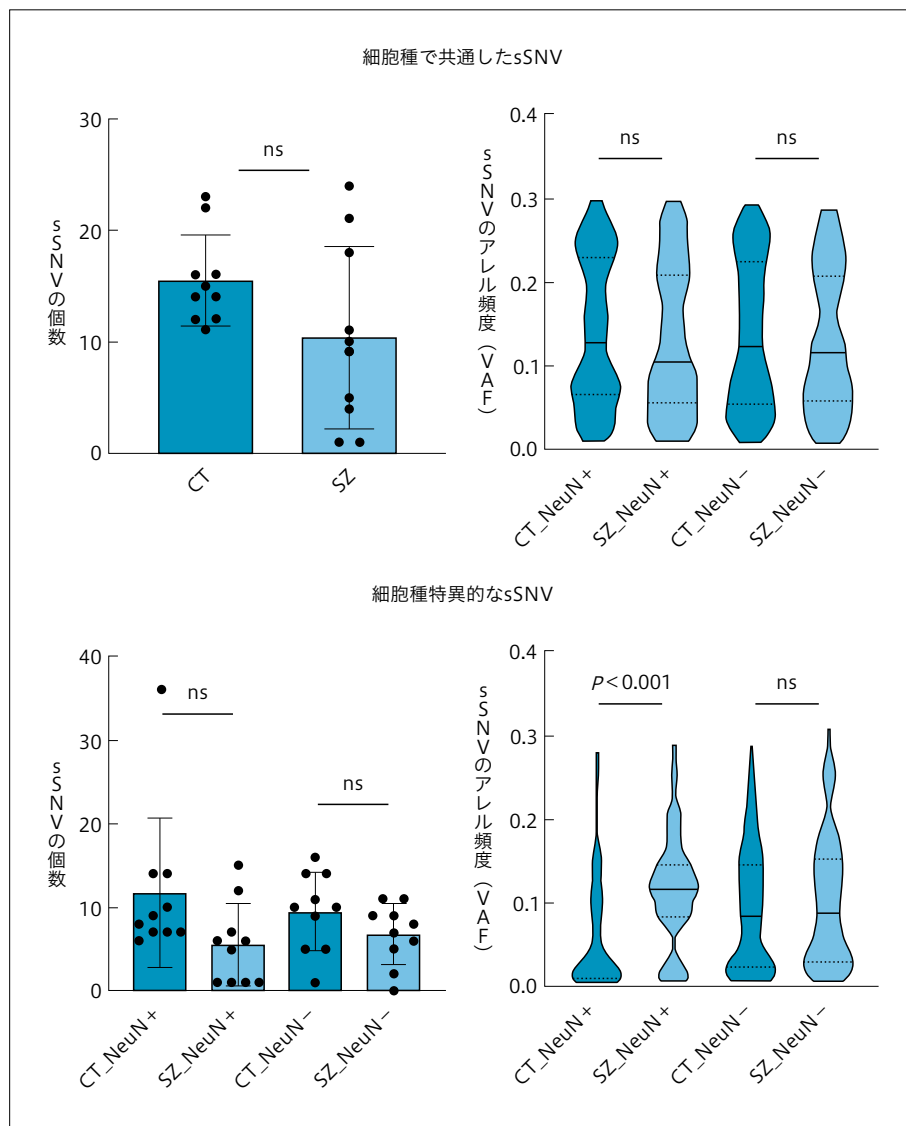 細胞種で共通したsSNV
sSNVの個数
30
20
10
0
ns
CT
SZ
sSNVのアレル頻度（VAF）
0.4
0.3
0.2
0.1
0.0
ns
ns
CT_NeuN+
SZ_NeuN+
CT_NeuN−
SZ_NeuN−
細胞種特異的なsSNV
sSNVの個数
40
30
20
10
0
ns
ns
CT_NeuN+
SZ_NeuN+
CT_NeuN−
SZ_NeuN−
sSNVのアレル頻度（VAF）
0.4
0.3
0.2
0.1
0.0
P<0.001
ns
CT_NeuN+
SZ_NeuN+
CT_NeuN−
SZ_NeuN−